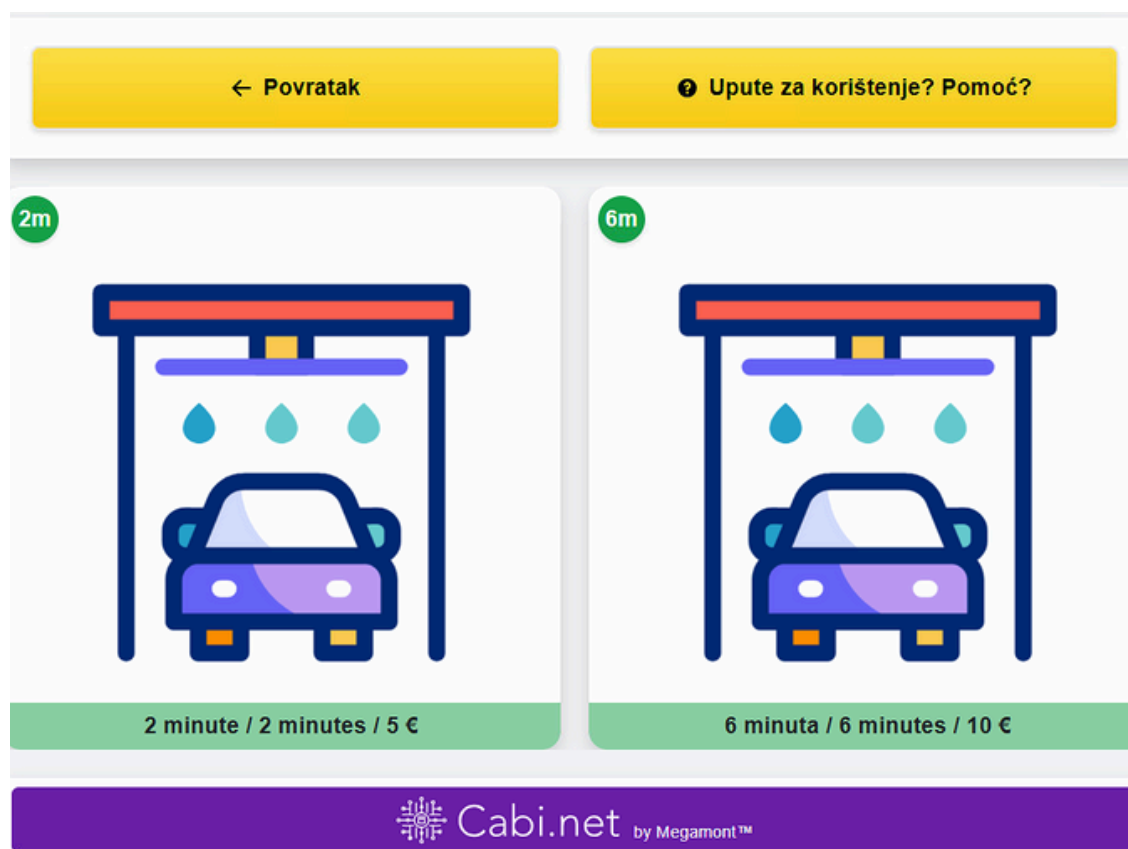 ← Povratak
Upute za korištenje? Pomoć?
2m
6m
2 minute / 2 minutes / 5 €
6 minuta / 6 minutes / 10 €
Cabi.net by Megamont™